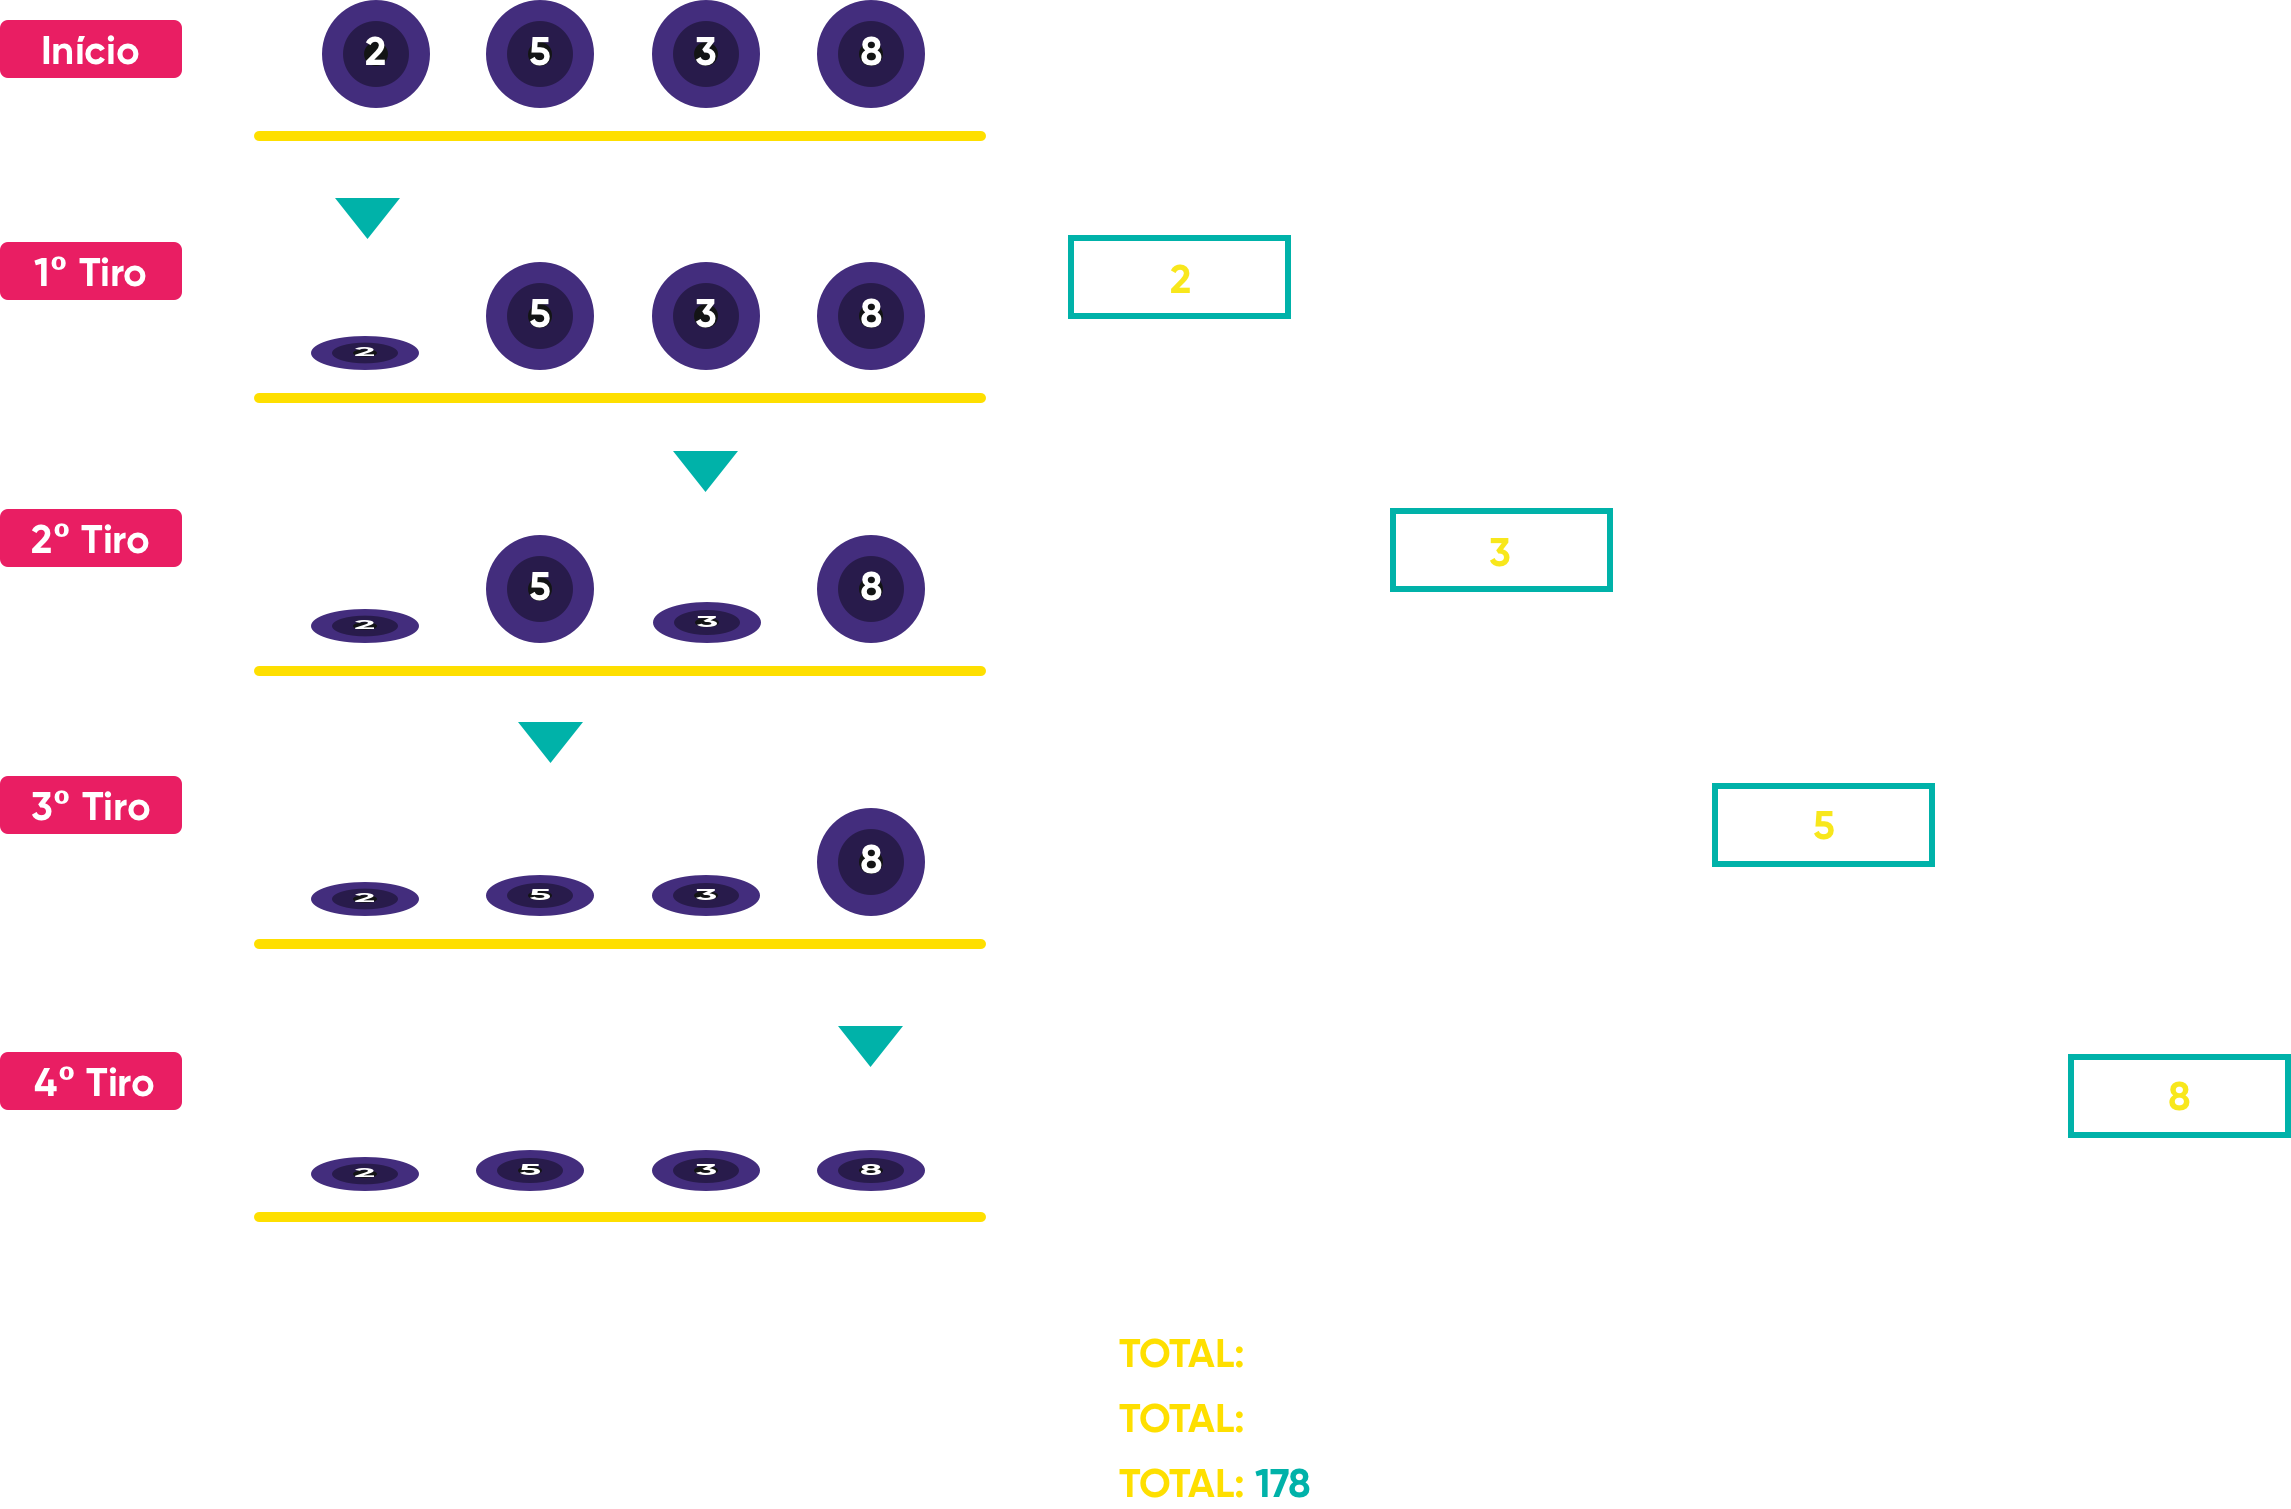 Início
2 5 3 8
1º Tiro
2 5 3 8
2
2º Tiro
2 5 3 8
3
3º Tiro
2 5 3 8
5
4º Tiro
2 5 3 8
8
TOTAL:
TOTAL:
TOTAL: 178